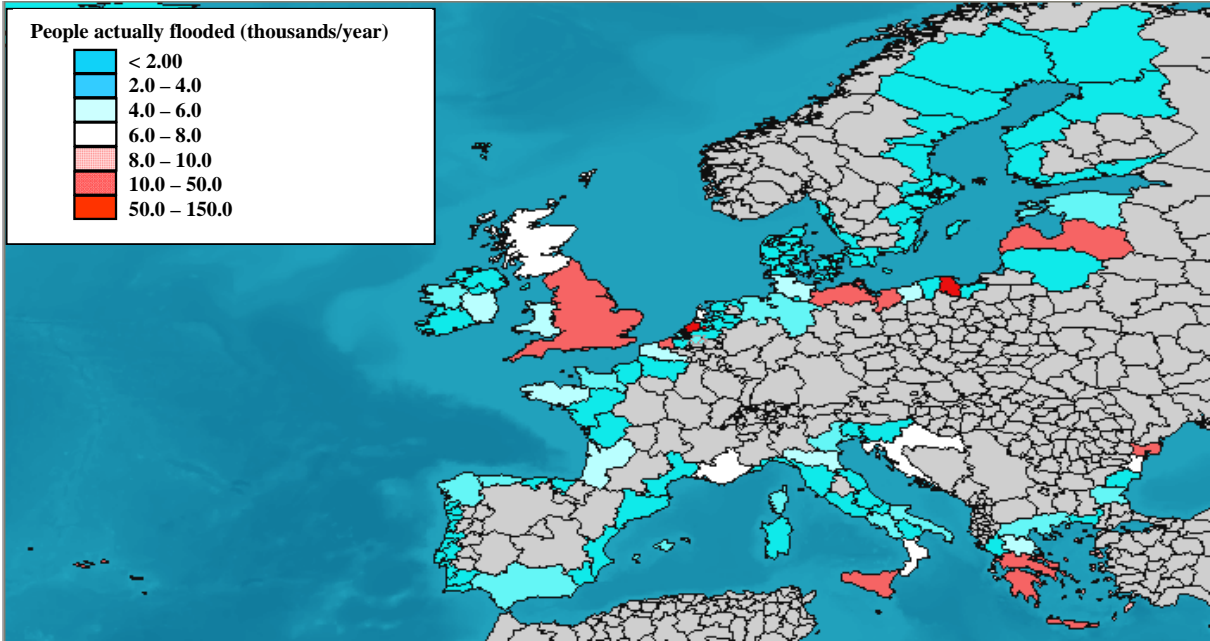 People actually flooded (thousands/year)
< 2.00
2.0 – 4.0
4.0 – 6.0
6.0 – 8.0
8.0 – 10.0
10.0 – 50.0
50.0 – 150.0